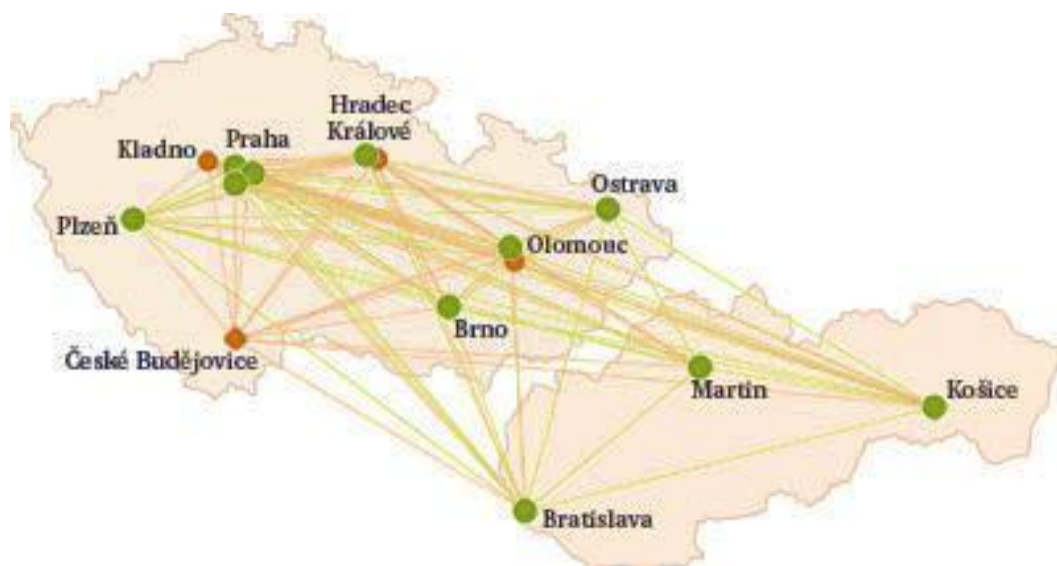 Hradec
Králové
Praha
Kladno
Ostrava
Plzeň
Olomouc
Brno
České Budějovice
Martin
Košice
Bratislava